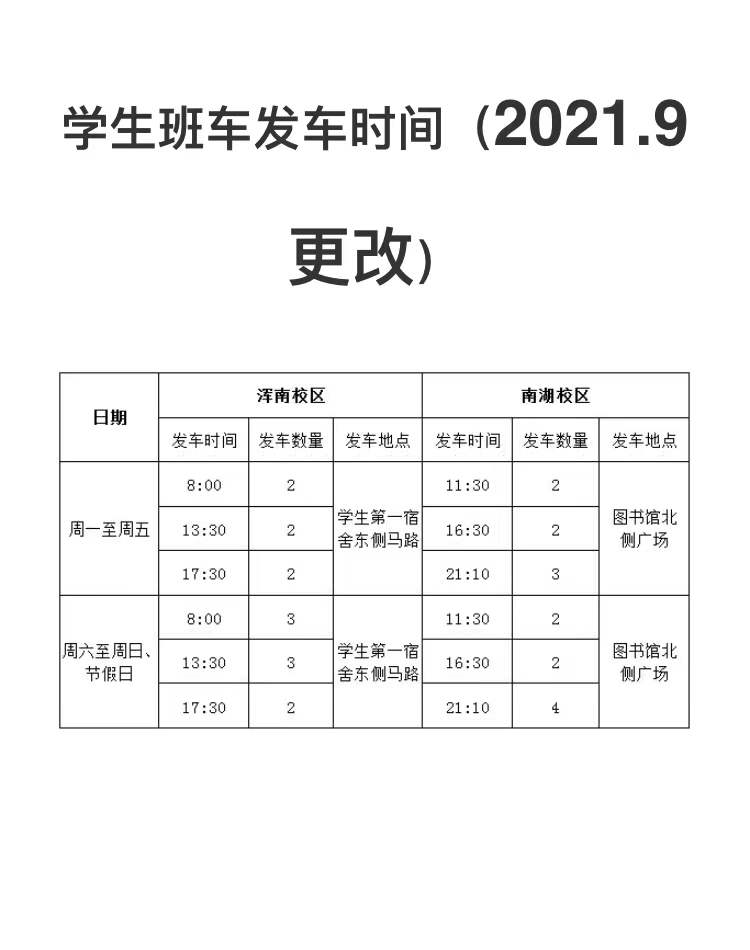 学生班车发车时间（2021.9
更改）
日期 浑南校区 南湖校区
发车时间 发车数量 发车地点 发车时间 发车数量 发车地点
周一至周五 8:00 2 学生第一宿舍东侧马路 11:30 2 图书馆北侧广场
13:30 2 16:30 2
17:30 2 21:10 3
周六至周日、节假日 8:00 3 学生第一宿舍东侧马路 11:30 2 图书馆北侧广场
13:30 3 16:30 2
17:30 2 21:10 4